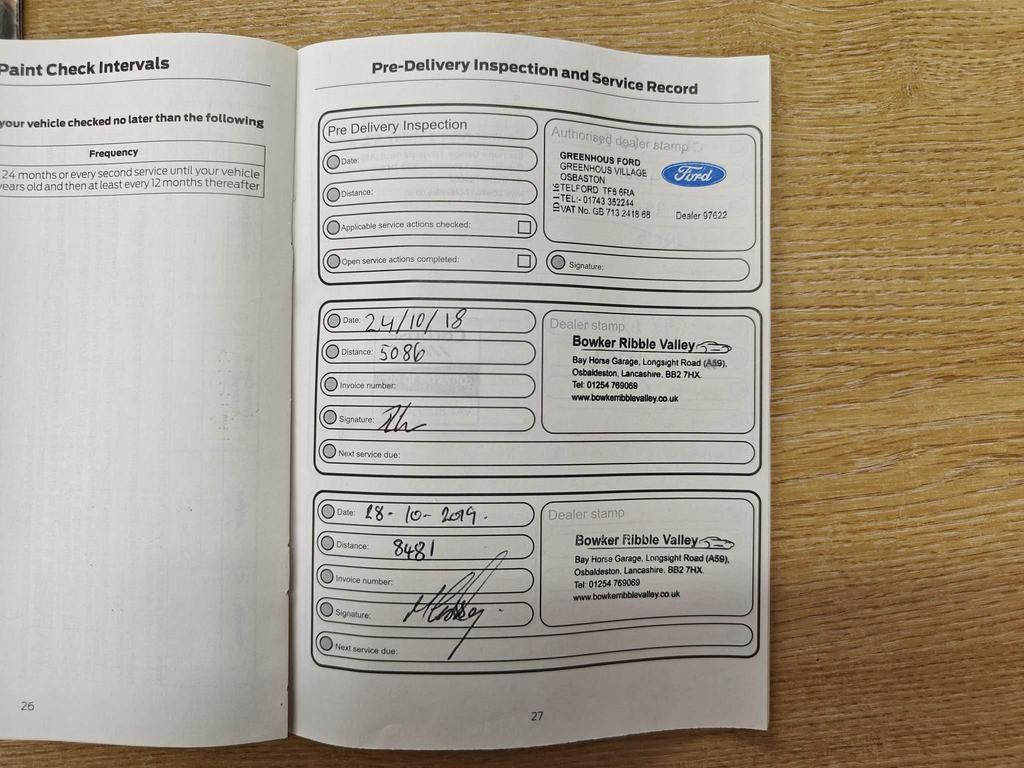 Paint Check Intervals
your vehicle checked no later than the following
Frequency
24 months or every second service until your vehicle
years old and then at least every 12 months thereafter
26
Pre-Delivery Inspection and Service Record
Pre Delivery Inspection
Date:
Distance:
Applicable service actions checked:
Open service actions completed:
Authorised dealer stamp
GREENHOUS FORD
GREENHOUS VILLAGE
OSBASTON
TELFORD TF6 6RA
TEL:- 01743 352244
VAT No. GB 713 2418 68
Dealer 97622
Ford
Signature:
Date: 24/10/18
Distance: 5086
Invoice number:
Signature:
Next service due:
Dealer stamp
Bowker Ribble Valley
Bay Horse Garage, Longsight Road (A59),
Osbaldeston, Lancashire. BB2 7HX.
Tel: 01254 769069
www.bowkerribblevalley.co.uk
Date: 28-10-2019.
Distance: 8481
Invoice number:
Signature:
Next service due:
Dealer stamp
Bowker Ribble Valley
Bay Horse Garage, Longsight Road (A59),
Osbaldeston, Lancashire. BB2 7HX.
Tel: 01254 769069
www.bowkerribblevalley.co.uk
27